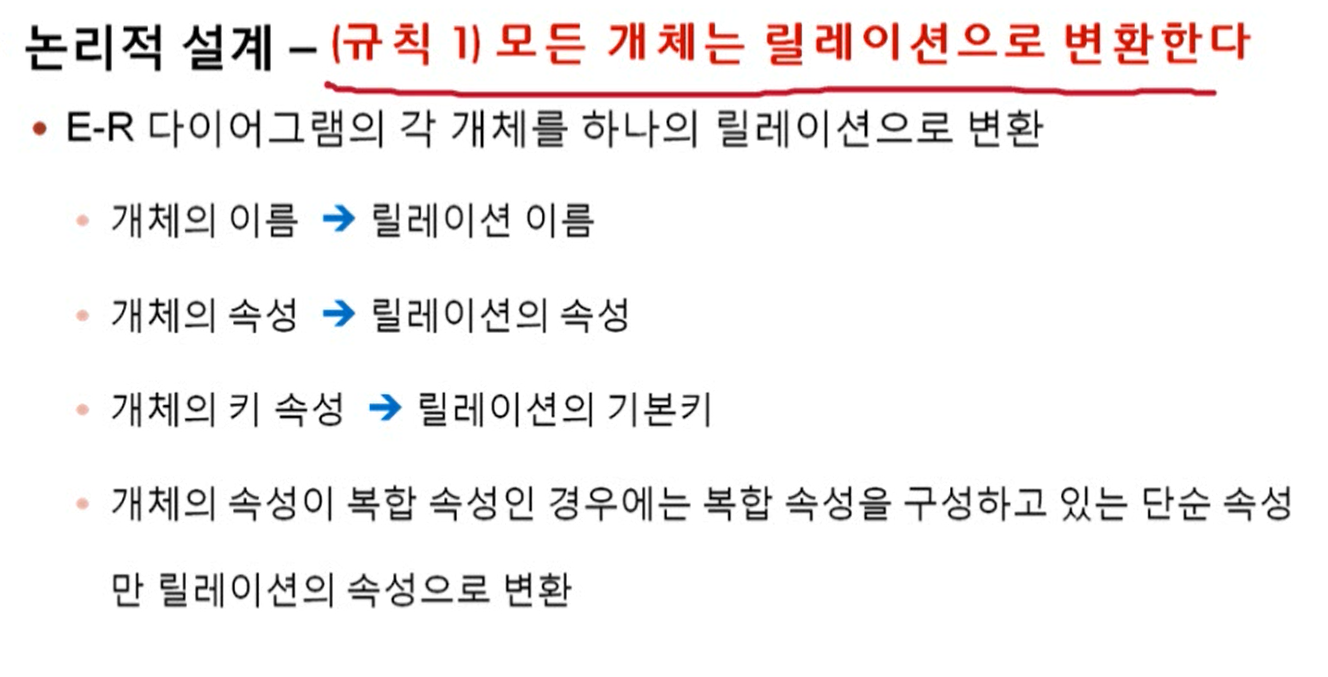 논리적 설계 – (규칙 1) 모든 개체는 릴레이션으로 변환한다
• E-R 다이어그램의 각 개체를 하나의 릴레이션으로 변환
• 개체의 이름 ➔ 릴레이션 이름
• 개체의 속성 ➔ 릴레이션의 속성
• 개체의 키 속성 ➔ 릴레이션의 기본키
• 개체의 속성이 복합 속성인 경우에는 복합 속성을 구성하고 있는 단순 속성
만 릴레이션의 속성으로 변환